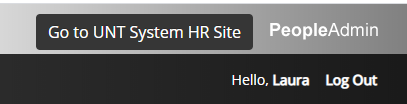 Go to UNT System HR Site PeopleAdmin
Hello, Laura Log Out